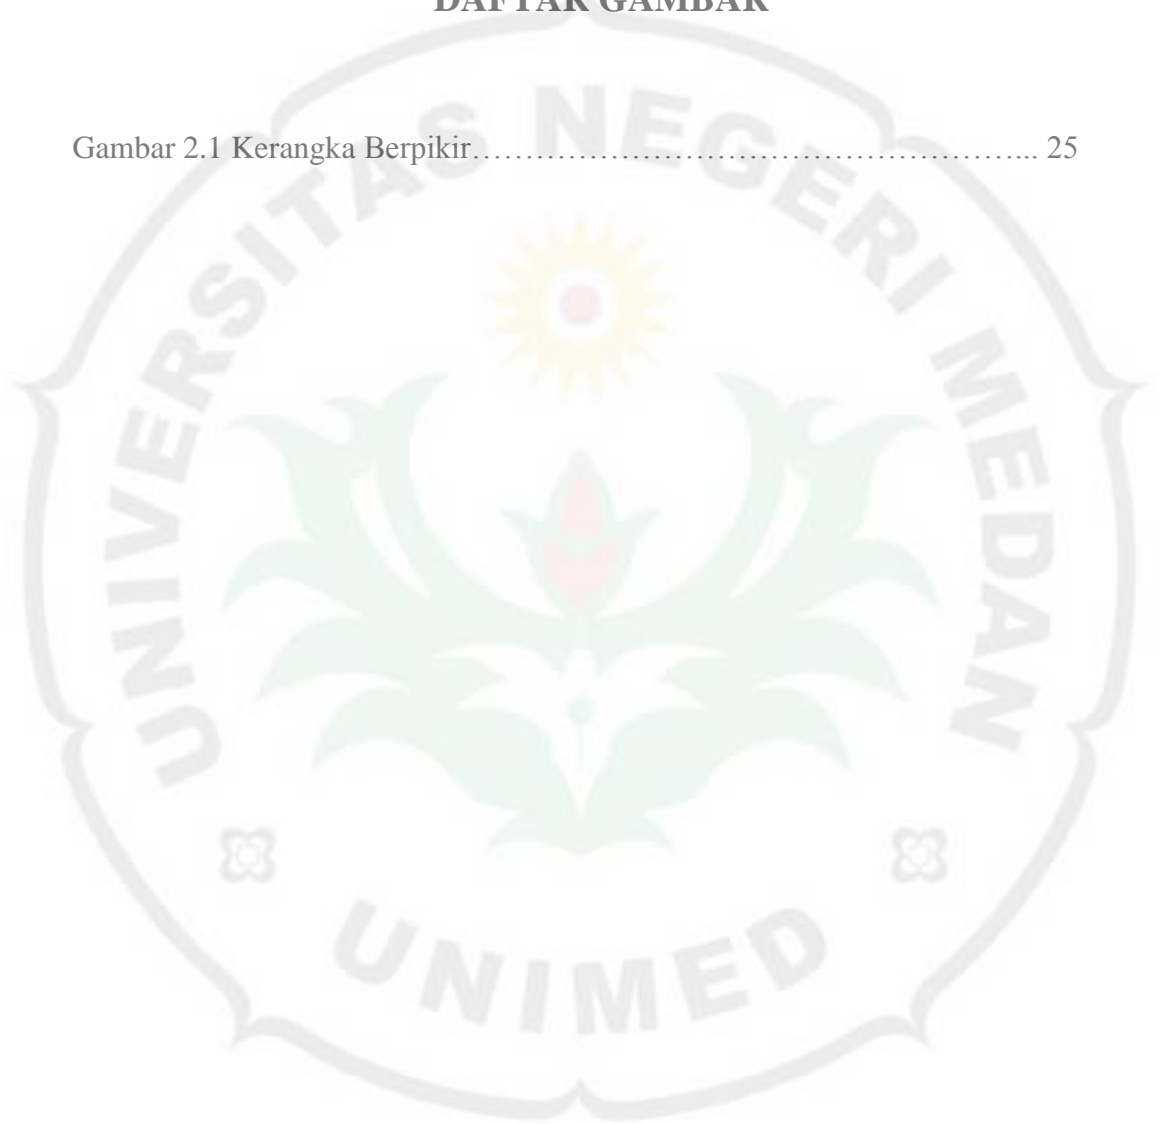 DAFTAR GAMBAR
Gambar 2.1 Kerangka Berpikir…………………………………………….. 25
UNIVERSITAS NEGERI MEDAN
UNIMED